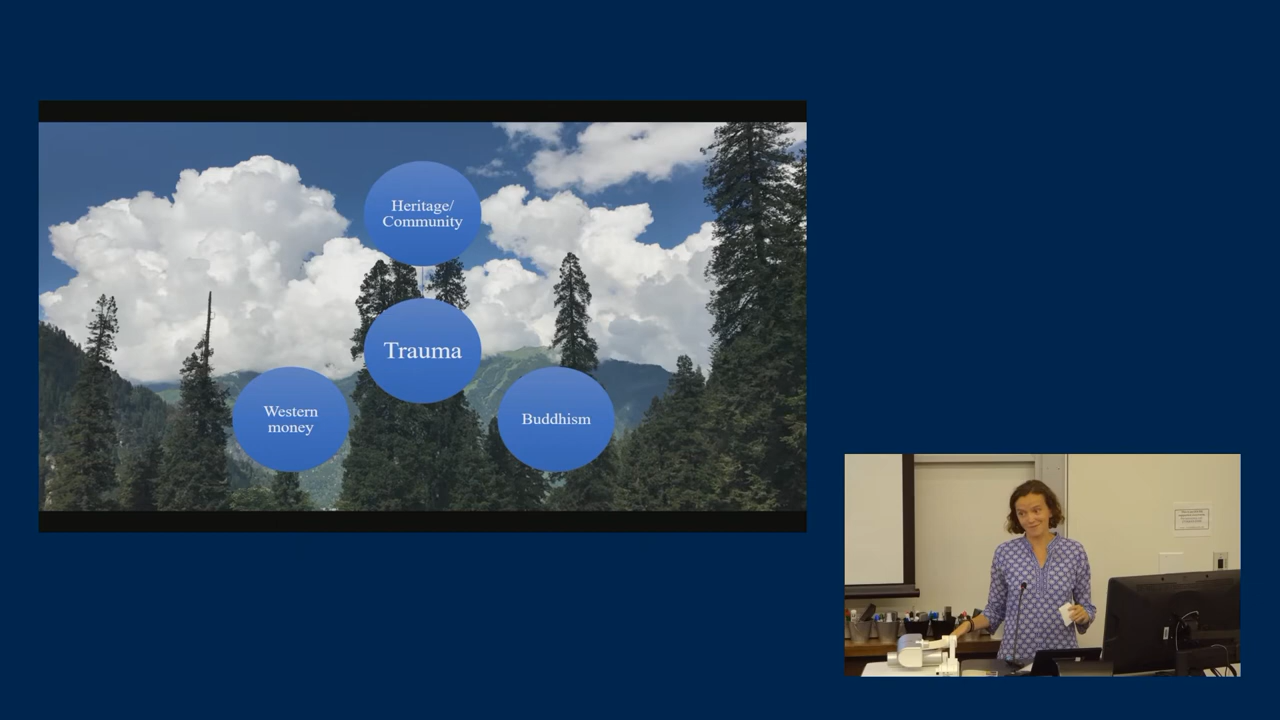 Heritage/
Community
Trauma
Western
money
Buddhism